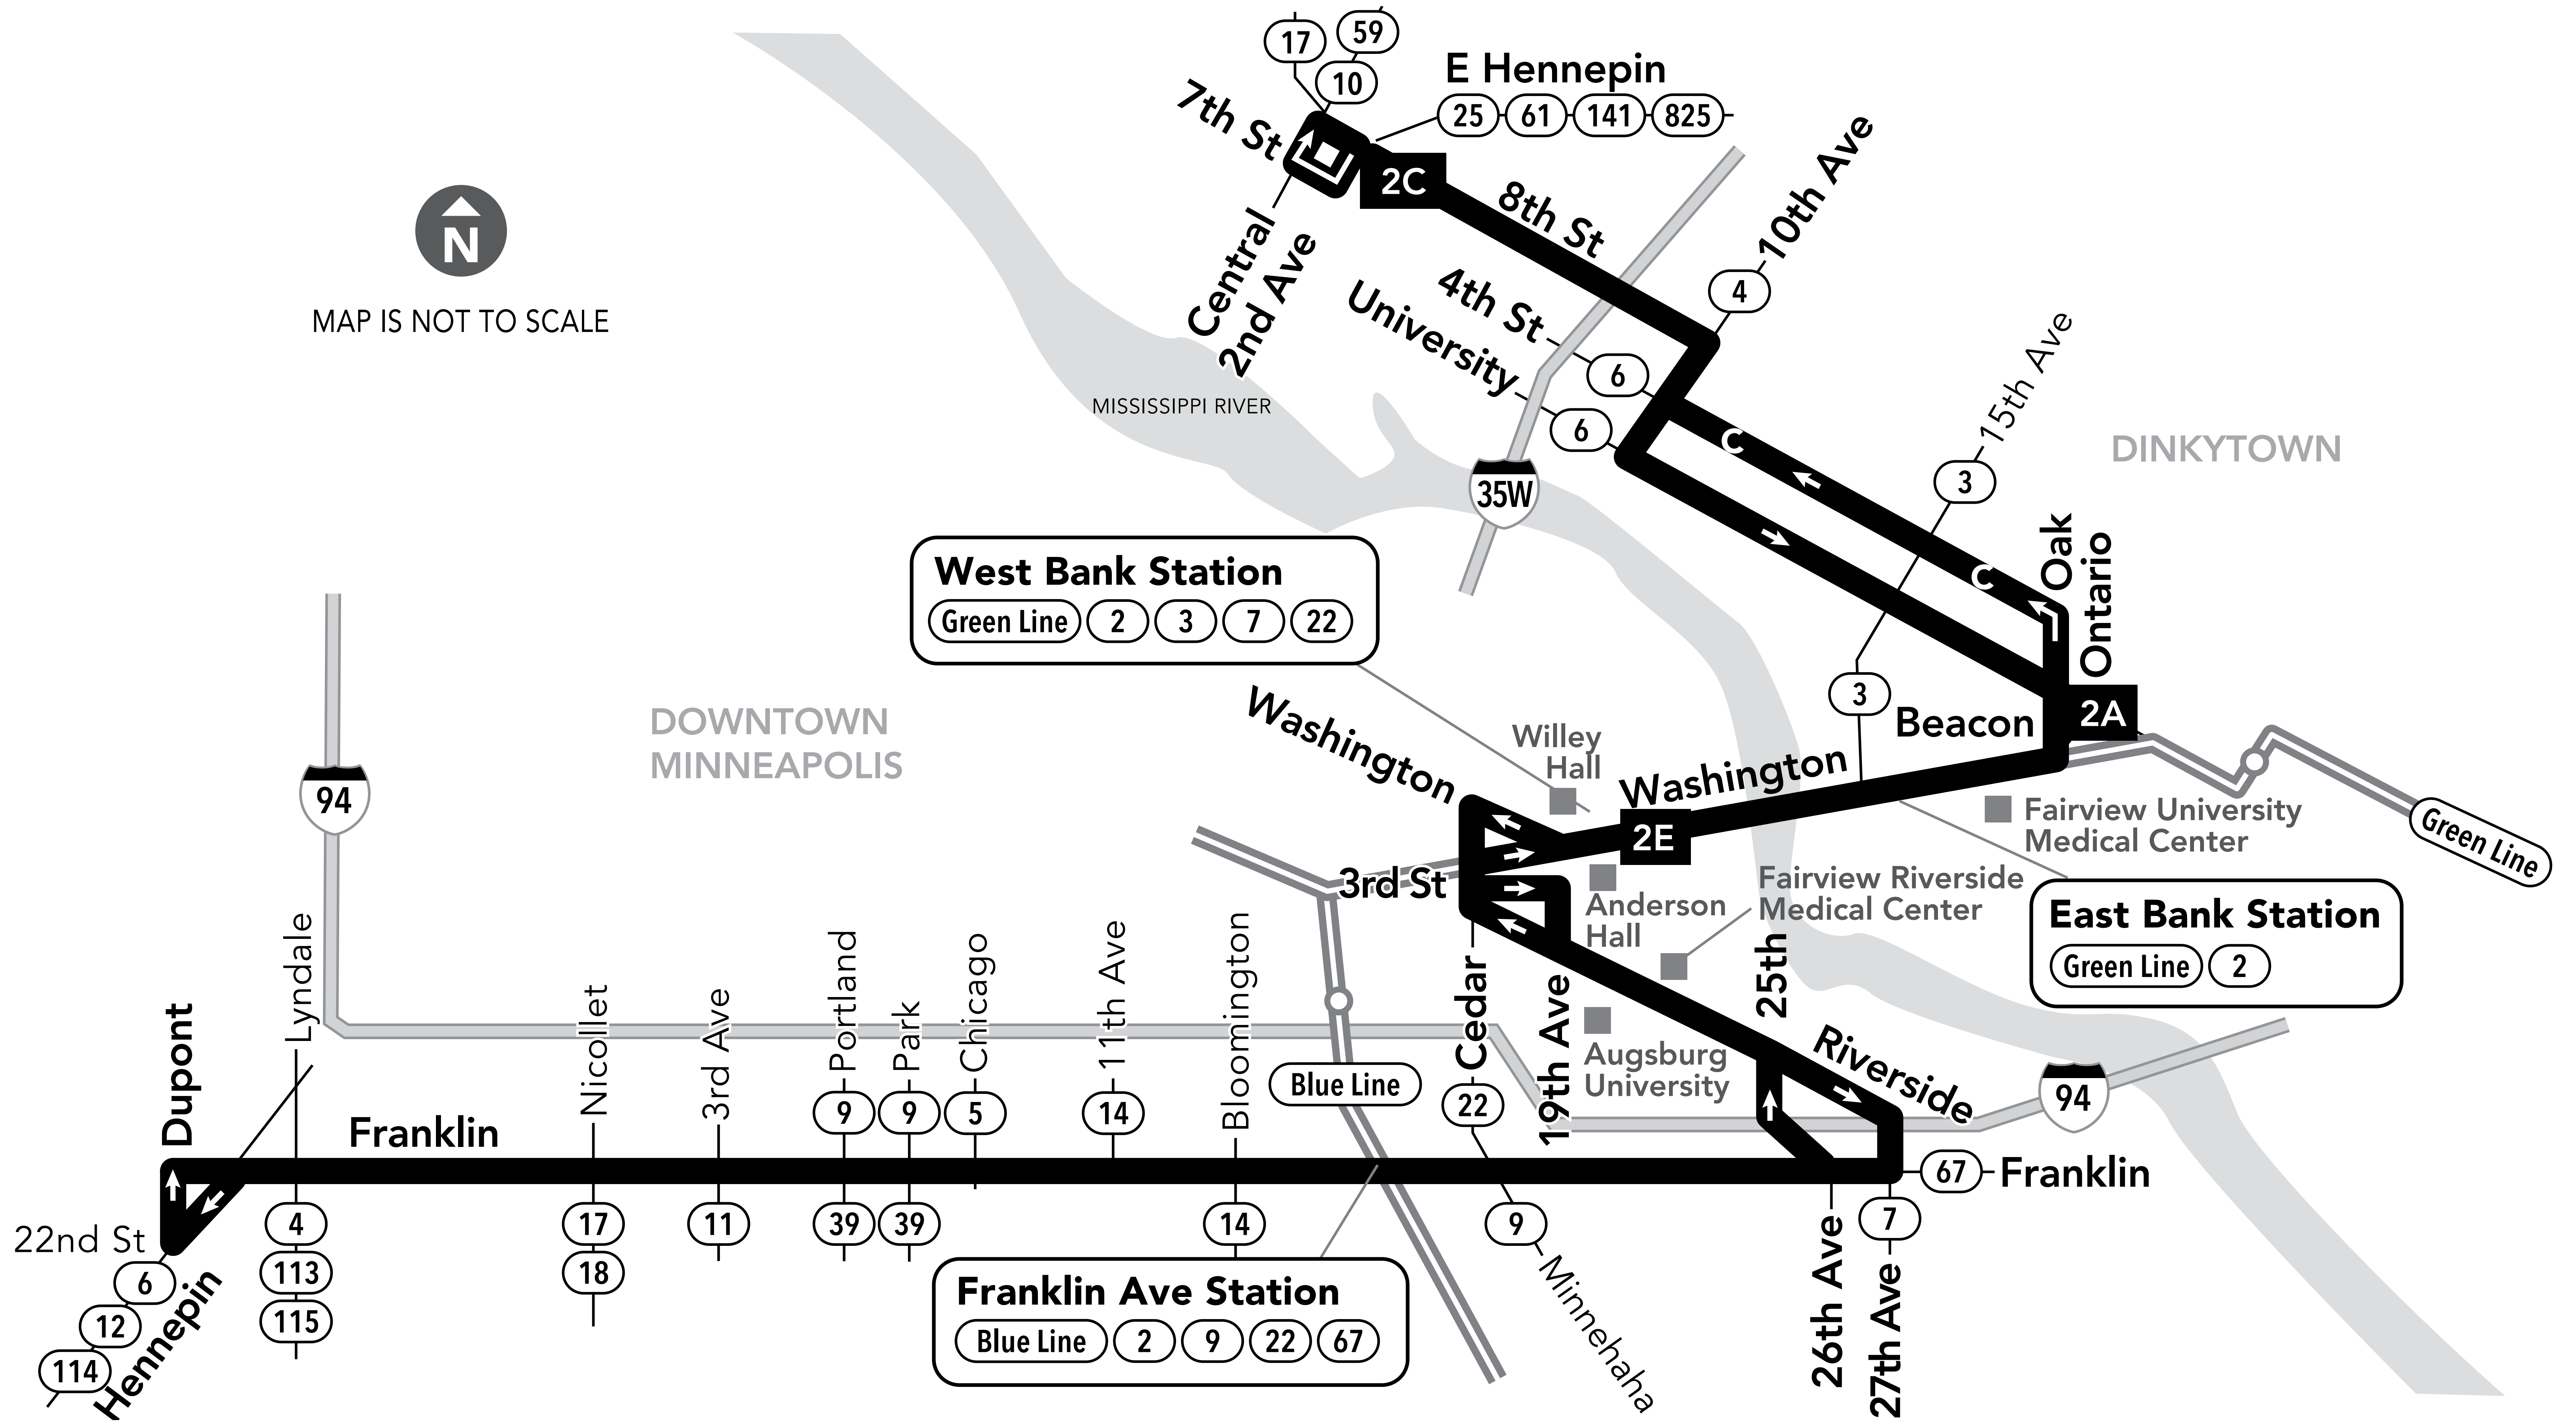 17
59
10
E Hennepin
25 61 141 825
7th St
2C
8th St
10th Ave
4
Central
2nd Ave
4th St
University
6
6
N
MAP IS NOT TO SCALE
MISSISSIPPI RIVER
35W
15th Ave
3
DINKYTOWN
C
C
Oak
Ontario
West Bank Station
Green Line 2 3 7 22
DOWNTOWN
MINNEAPOLIS
94
Washington
Willey
Hall
3
Beacon
2A
Washington
2E
Fairview University
Medical Center
Green Line
3rd St
Anderson
Hall
Fairview Riverside
Medical Center
East Bank Station
Green Line 2
25th
Augsburg
University
Riverside
94
Dupont
Lyndale
Nicollet
3rd Ave
Portland
Park
Chicago
11th Ave
Bloomington
Blue Line
Cedar
19th Ave
9
9
5
14
22
Franklin
67
Franklin
22nd St
6
12
114
Hennepin
4
113
115
17
18
11
39
39
14
9
Minnehaha
7
26th Ave
27th Ave
Franklin Ave Station
Blue Line 2 9 22 67